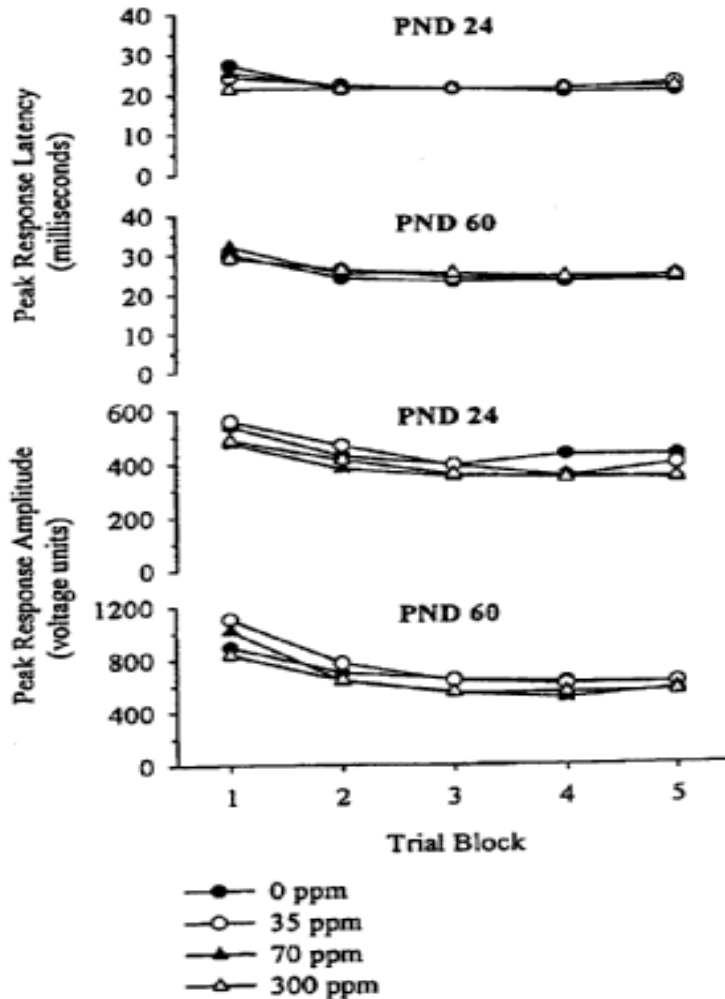 PND 24
40
30
20
10
0
Peak Response Latency
(milliseconds)
PND 60
40
30
20
10
0
PND 24
600
400
200
0
Peak Response Amplitude
(voltage units)
PND 60
1200
800
400
0
1 2 3 4 5
Trial Block
0 ppm
35 ppm
70 ppm
300 ppm